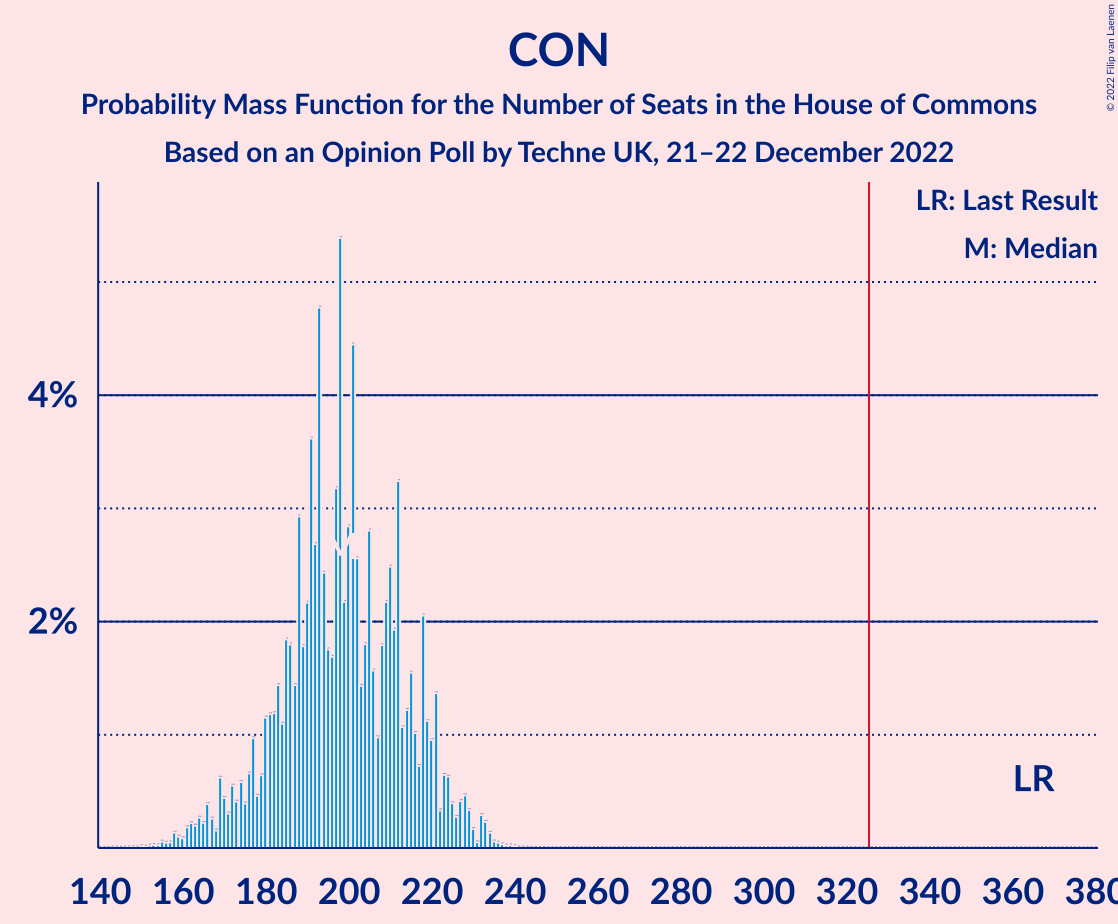 CON
Probability Mass Function for the Number of Seats in the House of Commons
Based on an Opinion Poll by Techne UK, 21–22 December 2022
© 2022 Filip van Laenen
LR: Last Result
M: Median
4%
2%
LR
140 160 180 200 220 240 260 280 300 320 340 360 380